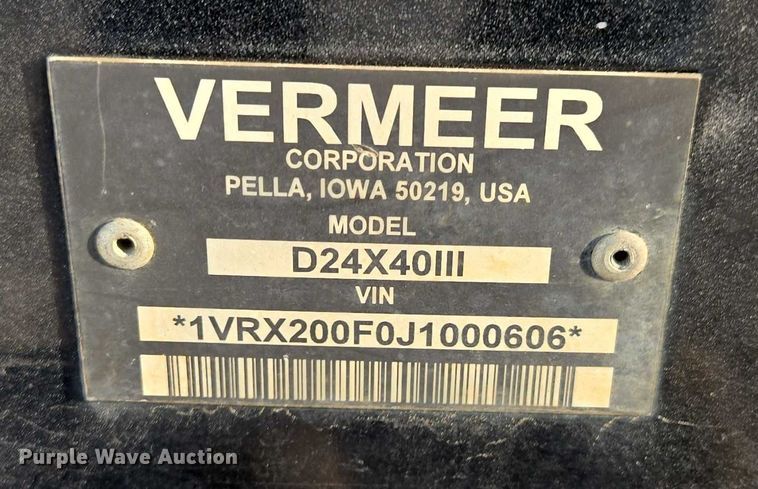 VERMEER
CORPORATION
PELLA, IOWA 50219, USA
MODEL
D24X40III
VIN
*1VRX200F0J1000606*
Purple Wave Auction